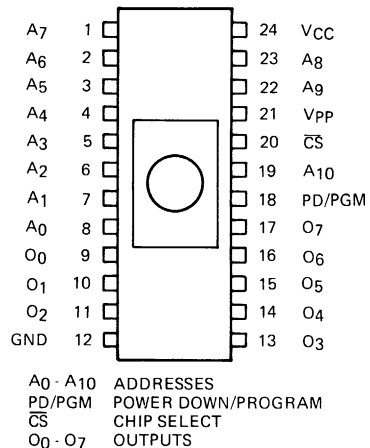 A7 1 24 VCC
A6 2 23 A8
A5 3 22 A9
A4 4 21 VPP
A3 5 20 C̅S̅
A2 6 19 A10
A1 7 18 PD/PGM
A0 8 17 O7
O0 9 16 O6
O1 10 15 O5
O2 11 14 O4
GND 12 13 O3
A0 - A10 ADDRESSES
PD/PGM POWER DOWN/PROGRAM
C̅S̅ CHIP SELECT
O0 - O7 OUTPUTS